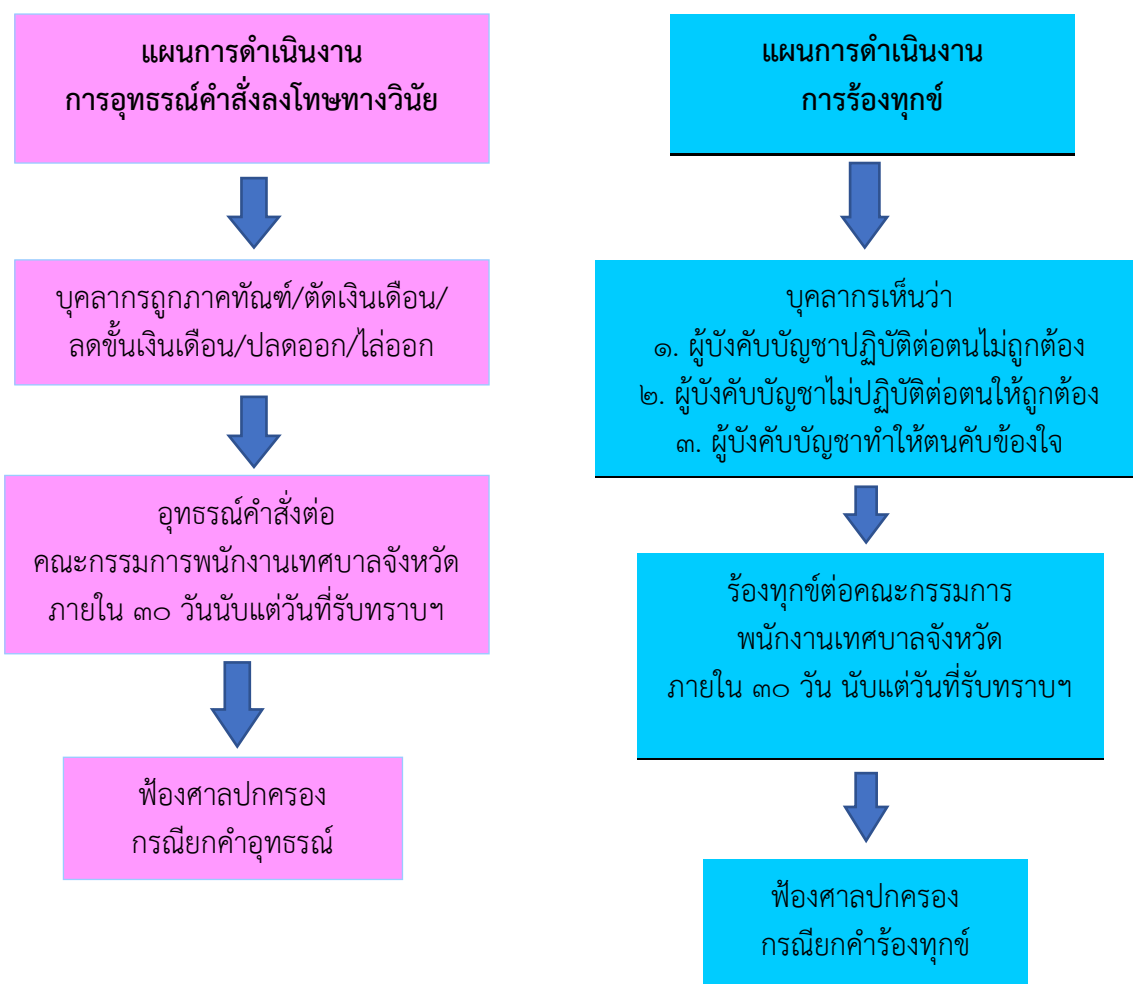 แผนการดำเนินงาน
การอุทธรณ์คำสั่งลงโทษทางวินัย
บุคลากรถูกภาคทัณฑ์/ตัดเงินเดือน/
ลดขั้นเงินเดือน/ปลดออก/ไล่ออก
อุทธรณ์คำสั่งต่อ
คณะกรรมการพนักงานเทศบาลจังหวัด
ภายใน ๓๐ วันนับแต่วันที่รับทราบฯ
ฟ้องศาลปกครอง
กรณียกคำอุทธรณ์
แผนการดำเนินงาน
การร้องทุกข์
บุคลากรเห็นว่า
๑. ผู้บังคับบัญชาปฏิบัติต่อตนไม่ถูกต้อง
๒. ผู้บังคับบัญชาไม่ปฏิบัติต่อตนให้ถูกต้อง
๓. ผู้บังคับบัญชาทำให้ตนคับข้องใจ
ร้องทุกข์ต่อคณะกรรมการ
พนักงานเทศบาลจังหวัด
ภายใน ๓๐ วัน นับแต่วันที่รับทราบฯ
ฟ้องศาลปกครอง
กรณียกคำร้องทุกข์